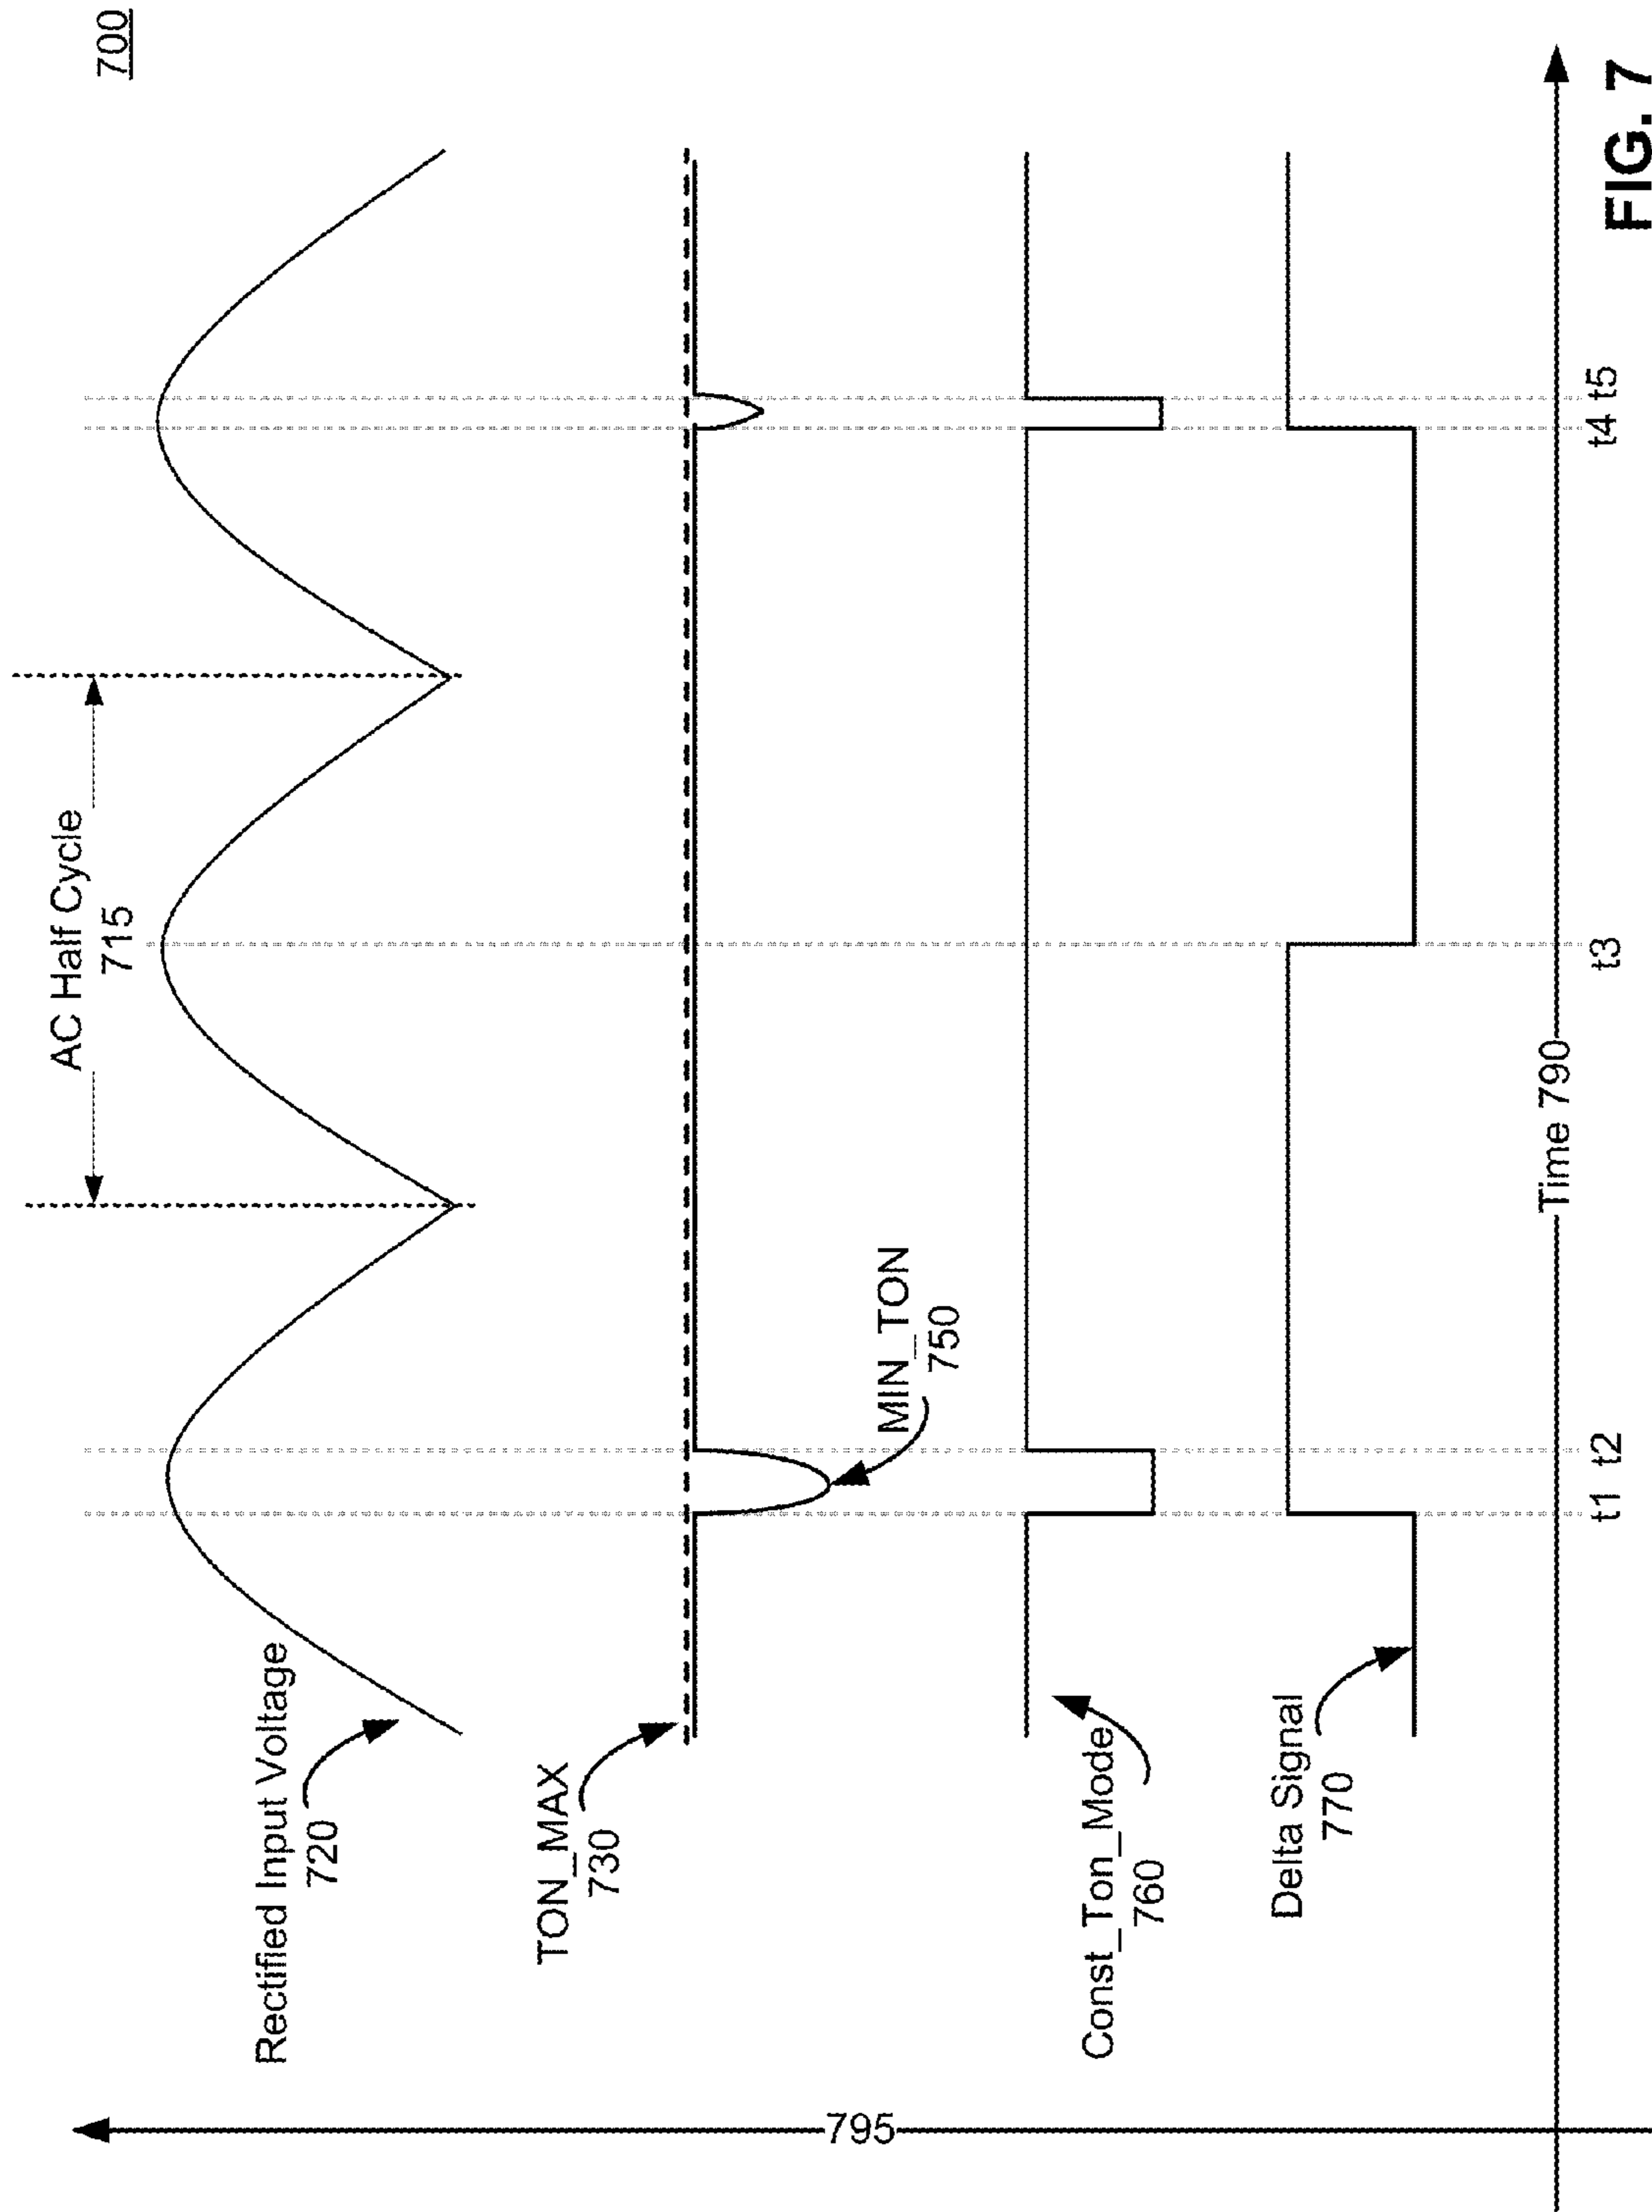 700
AC Half Cycle
715
Rectified Input Voltage
720
TON_MAX
730
MIN_TON
750
Const_Ton_Mode
760
Delta Signal
770
795
Time 790
t1 t2 t3 t4 t5
FIG. 7